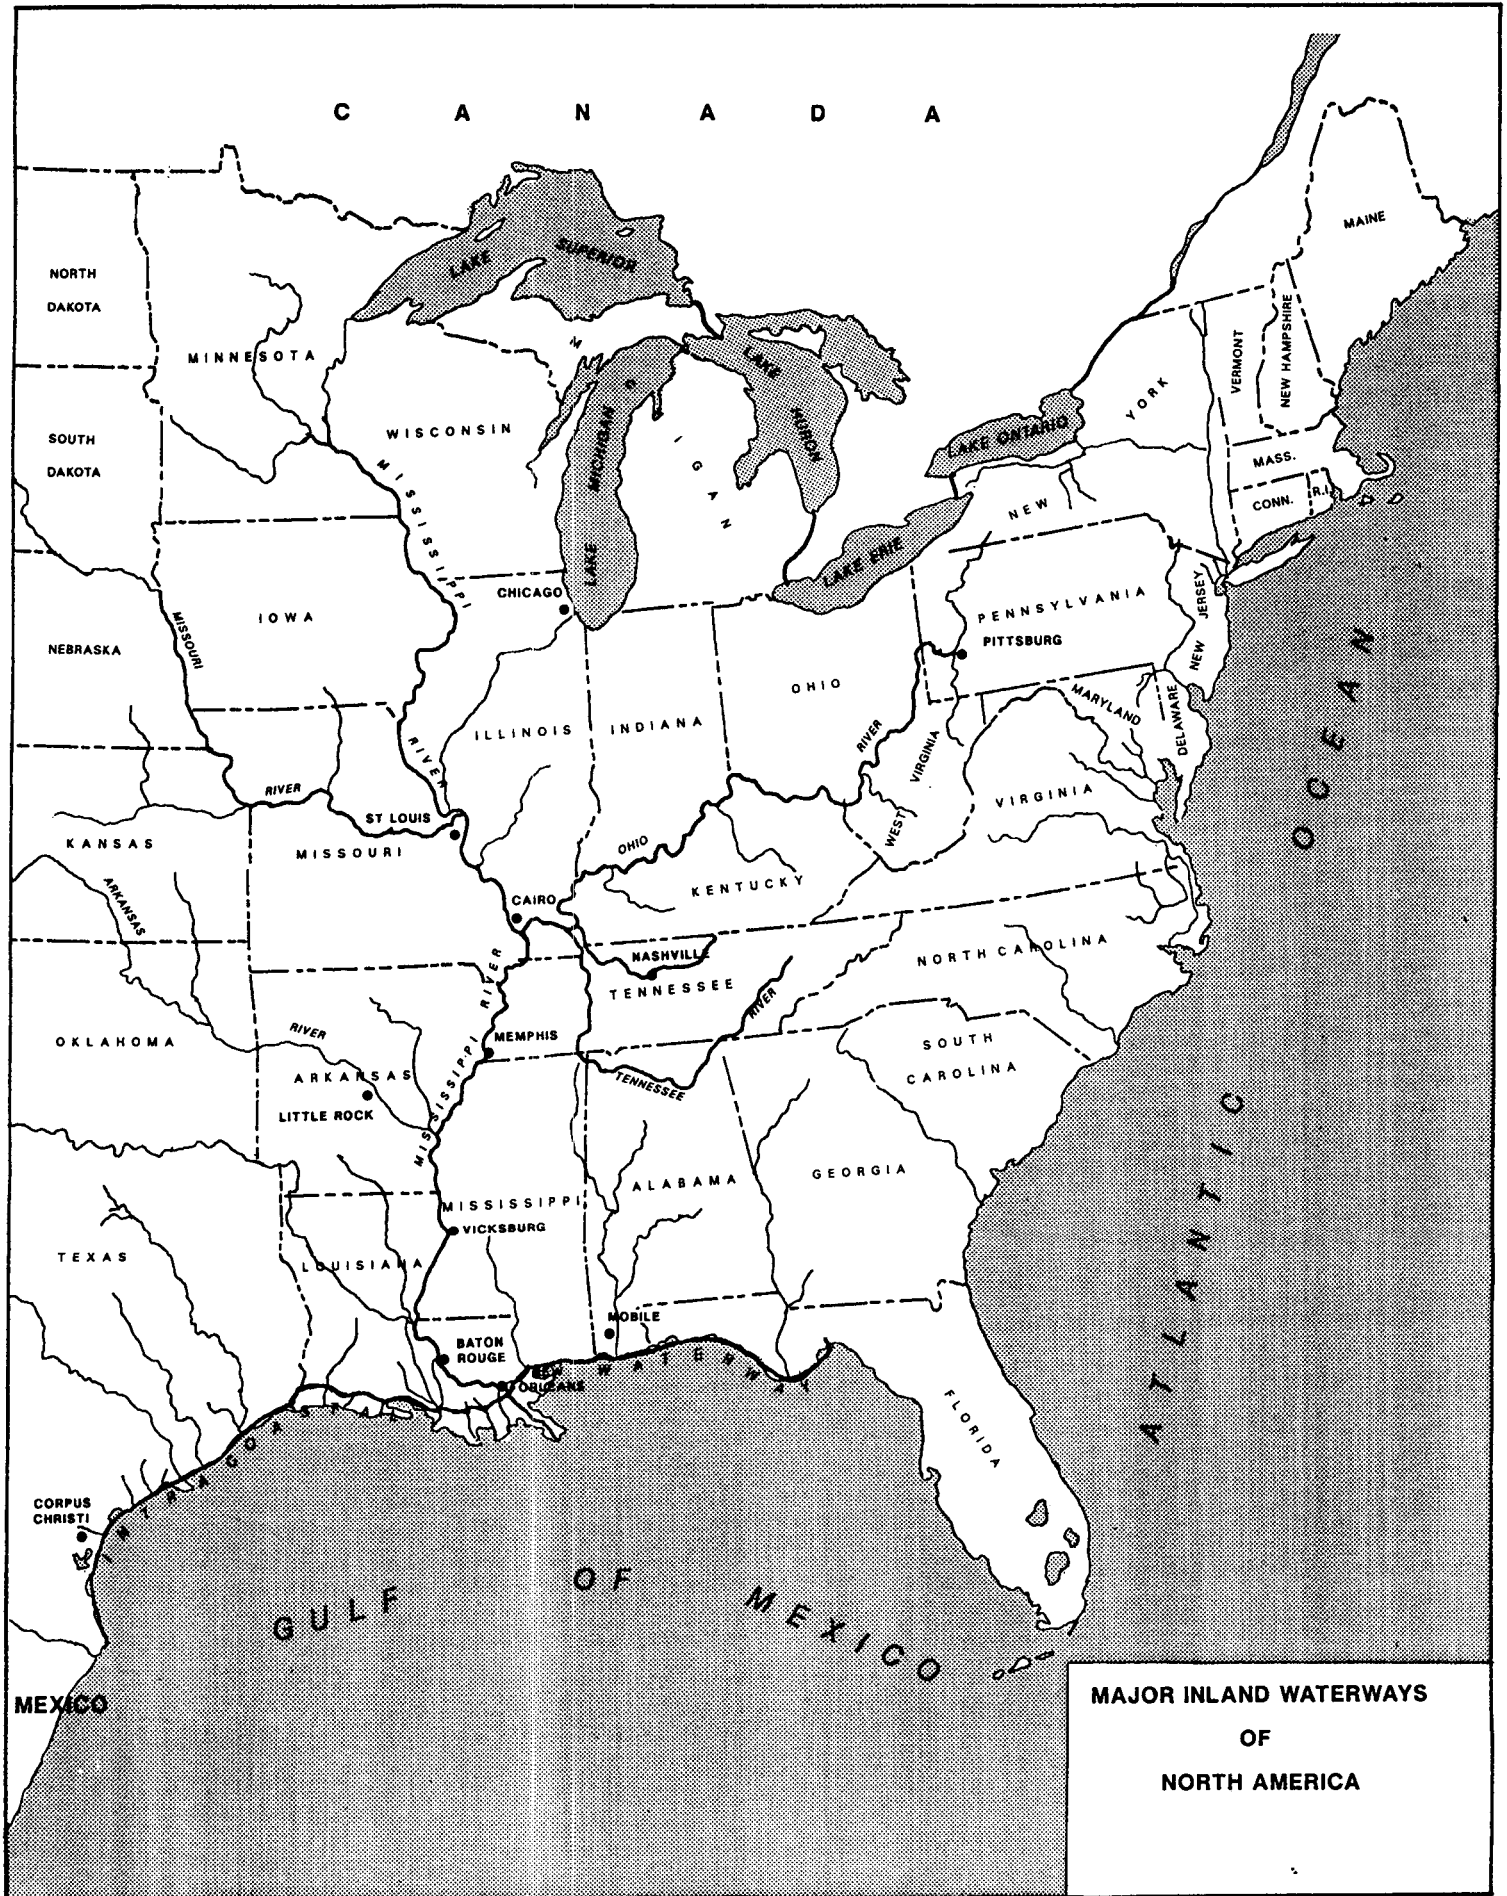 C A N A D A
MAINE
NORTH
DAKOTA
LAKE SUPERIOR
MINNESOTA
VERMONT
NEW HAMPSHIRE
MICHIGAN
LAKE HURON
SOUTH
DAKOTA
WISCONSIN
LAKE MICHIGAN
LAKE ONTARIO
NEW YORK
MASS.
CONN.
R.I.
MISSISSIPPI RIVER
LAKE ERIE
CHICAGO
IOWA
PENNSYLVANIA
PITTSBURG
NEW JERSEY
NEBRASKA
MISSOURI
OHIO
MARYLAND
DELAWARE
ILLINOIS
INDIANA
RIVER
WEST VIRGINIA
VIRGINIA
RIVER
ST LOUIS
KANSAS
MISSOURI
OHIO
KENTUCKY
ARKANSAS
CAIRO
NASHVILLE
TENNESSEE
NORTH CAROLINA
MISSISSIPPI RIVER
RIVER
OKLAHOMA
RIVER
MEMPHIS
ARKANSAS
LITTLE ROCK
TENNESSEE
SOUTH
CAROLINA
ATLANTIC OCEAN
ALABAMA
GEORGIA
MISSISSIPPI
VICKSBURG
TEXAS
LOUISIANA
MOBILE
BATON
ROUGE
NEW
ORLEANS
INTRACOASTAL WATERWAY
FLORIDA
CORPUS
CHRISTI
GULF OF MEXICO
MEXICO
MAJOR INLAND WATERWAYS
OF
NORTH AMERICA